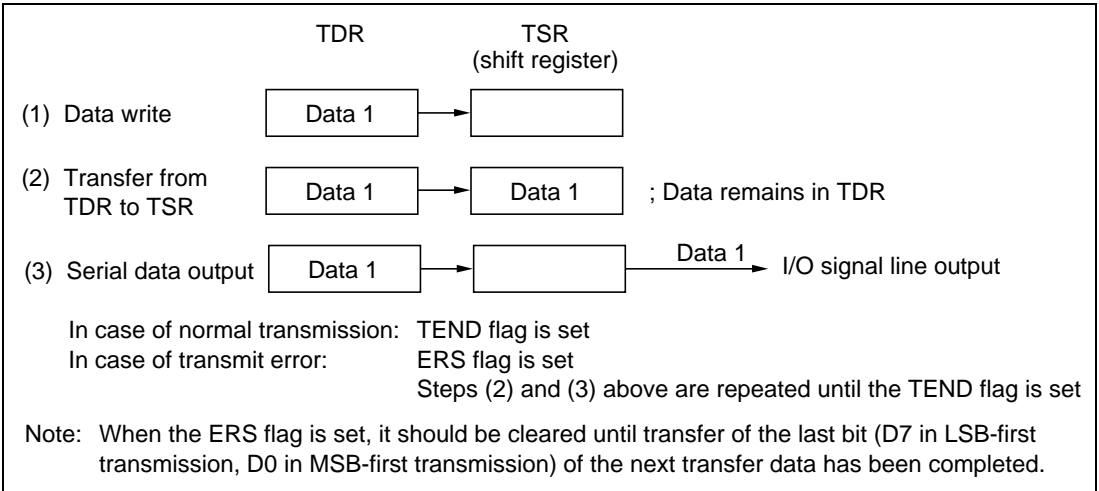 TDR TSR
(shift register)
(1) Data write Data 1
(2) Transfer from
TDR to TSR Data 1 Data 1 ; Data remains in TDR
(3) Serial data output Data 1 Data 1 I/O signal line output
In case of normal transmission: TEND flag is set
In case of transmit error: ERS flag is set
Steps (2) and (3) above are repeated until the TEND flag is set
Note: When the ERS flag is set, it should be cleared until transfer of the last bit (D7 in LSB-first
transmission, D0 in MSB-first transmission) of the next transfer data has been completed.